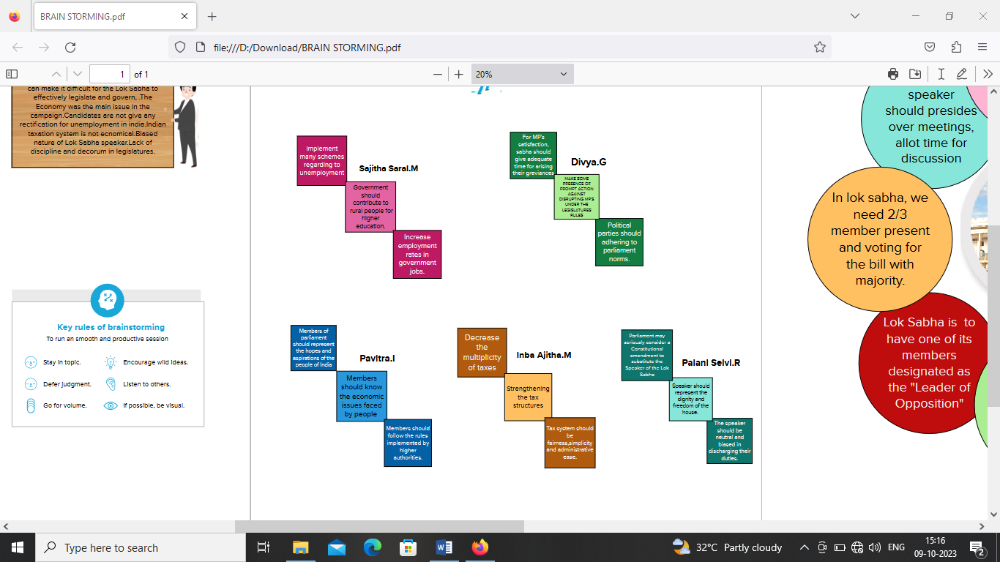 BRAIN STORMING.pdf
file:///D:/Download/BRAIN STORMING.pdf
1 of 1
20%
can make it difficult for the Lok Sabha to
effectively legislate and govern, .The
Economy was the main issue in the
campaign.Candidates are not give any
rectification for unemployment in india.Indian
taxation system is not ecnomical.Biased
nature of Lok Sabha speaker.Lack of
discipline and decorum in legislatures.
Key rules of brainstorming
To run an smooth and productive session
Stay in topic.
Encourage wild ideas.
Defer judgment.
Listen to others.
Go for volume.
If possible, be visual.
Implement
many schemes
regarding to
unemployment
Sajitha Saral.M
Government
should
contribute to
rural people for
higher
education.
Increase
employment
rates in
government
jobs.
For MP's
satisfaction,
sabha should
give adequate
time for arising
their greviances
Divya.G
MAKE SOME
PRESENCE OF
PROMPT ACTION
AGAINST
DISRUPTING MP'S
UNDER THE
LEGISLATURES
RULES
Political
parties should
adhering to
parliament
norms.
Members of
parliament
should represent
the hopes and
aspirations of the
people of India
Pavitra.I
Members
should know
the economic
issues faced
by people
Members should
follow the rules
implemented by
higher
authorities.
Decrease
the
multiplicity
of taxes
Inba Ajitha.M
Strengthening
the tax
structures
Tax system should
be
fairness,simplicity
and administrative
ease.
Parliament may
seriously consider a
Constitutional
amendment to
substitute the
Speaker of the Lok
Sabha
Palani Selvi.R
Speaker should
represent the
dignity and
freedom of the
house.
The speaker
should be
neutral and
biased in
discharging their
duties.
speaker
should presides
over meetings,
allot time for
discussion
In lok sabha, we
need 2/3
member present
and voting for
the bill with
majority.
Lok Sabha is to
have one of its
members
designated as
the "Leader of
Opposition"
Type here to search
32°C Partly cloudy
ENG
15:16
09-10-2023
2